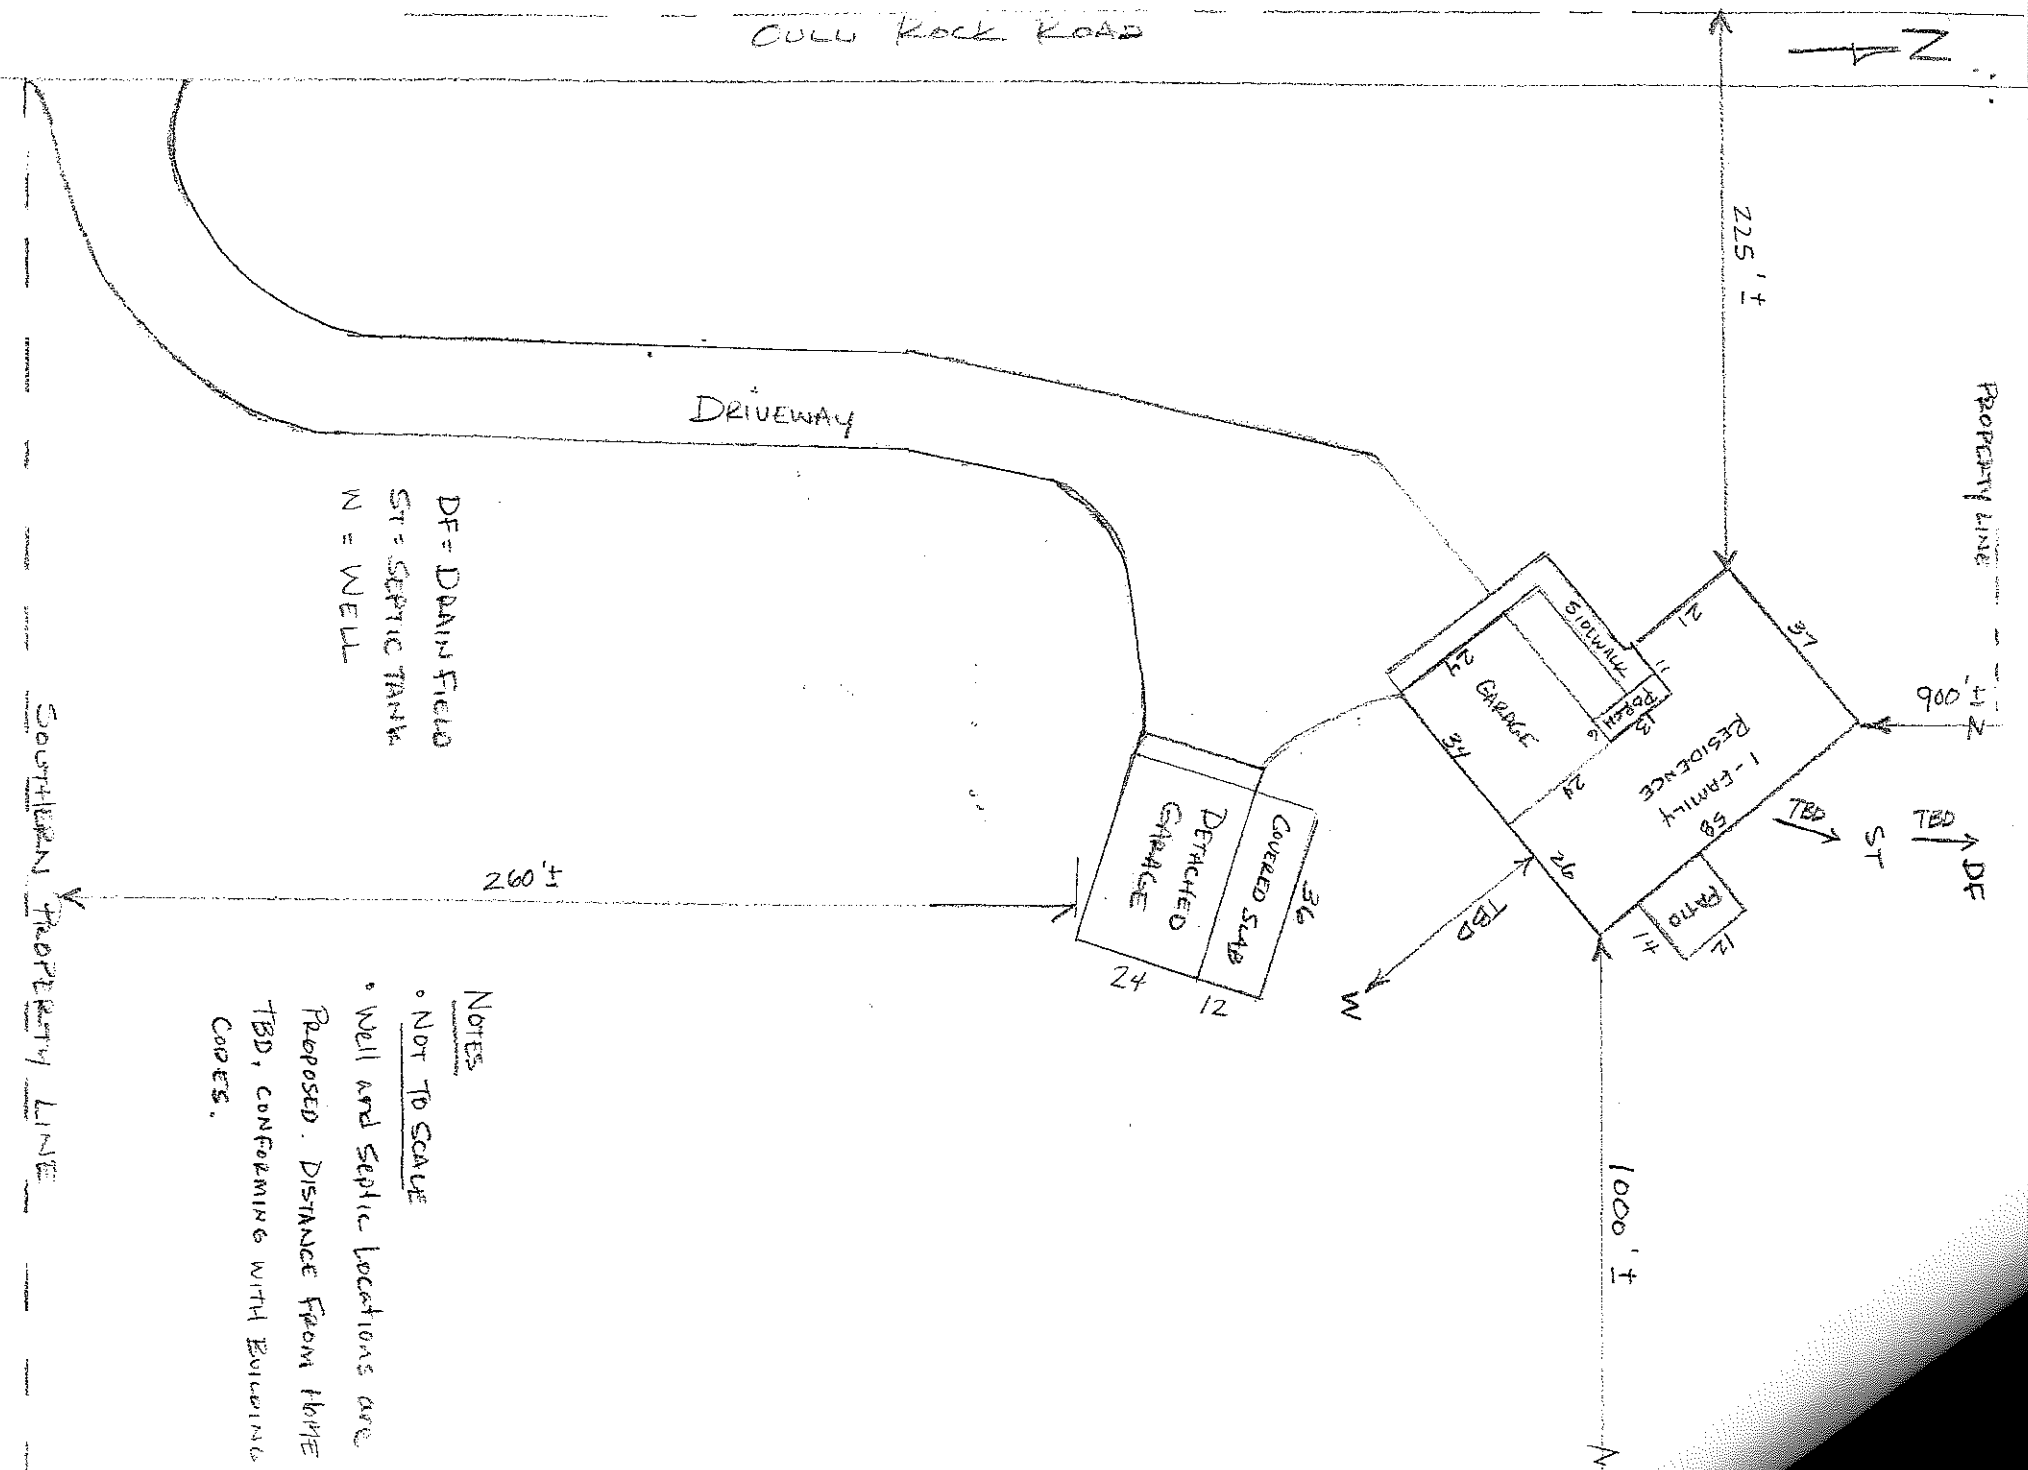 N
225'±
PROPERTY LINE
900'±
DRIVEWAY
37
21
SIDEWALK
11
PORCH
13
6
24
GARAGE
34
24
1-FAMILY
RESIDENCE
58
26
TBD
ST
TBD
DF
PATIO
14
12
TBD
W
COVERED SLAB
DETACHED
GARAGE
36
24
12
260'±
1000'±
DF = DRAIN FIELD
ST = SEPTIC TANK
W = WELL
NOTES
• NOT TO SCALE
• Well and Septic Locations are
PROPOSED. DISTANCE FROM HOME
TBD, CONFORMING WITH BUILDING
CODES.
SOUTHERN PROPERTY LINE
ROCK ROAD